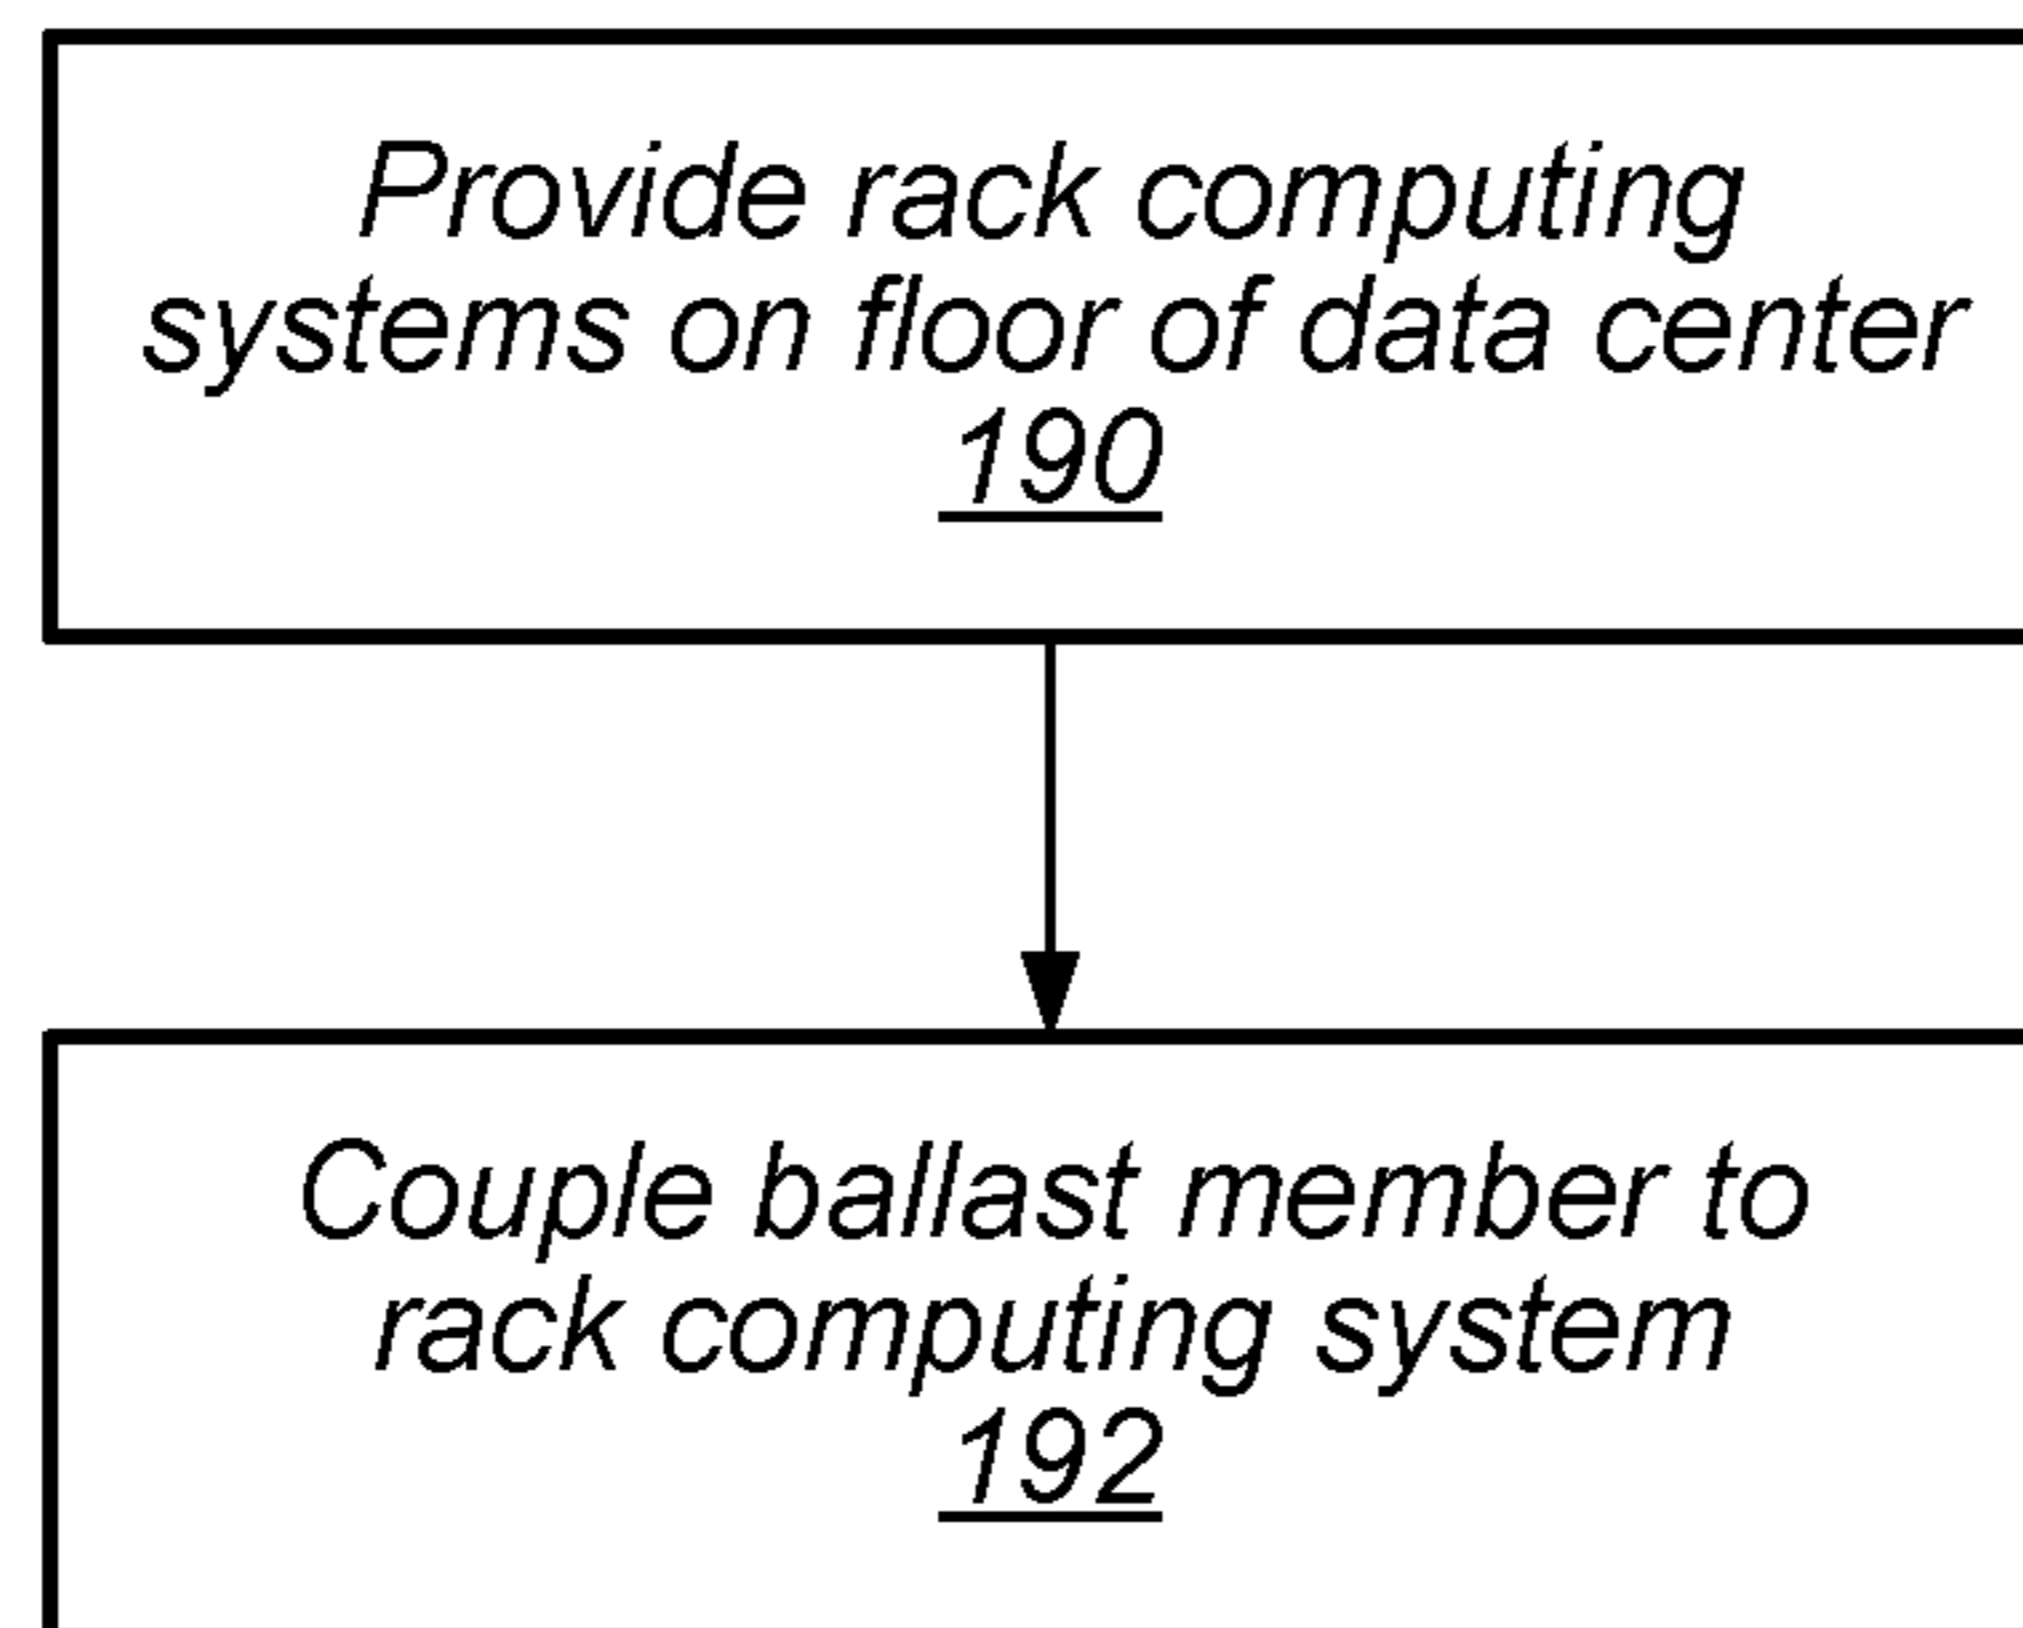 Provide rack computing
systems on floor of data center
190
Couple ballast member to
rack computing system
192